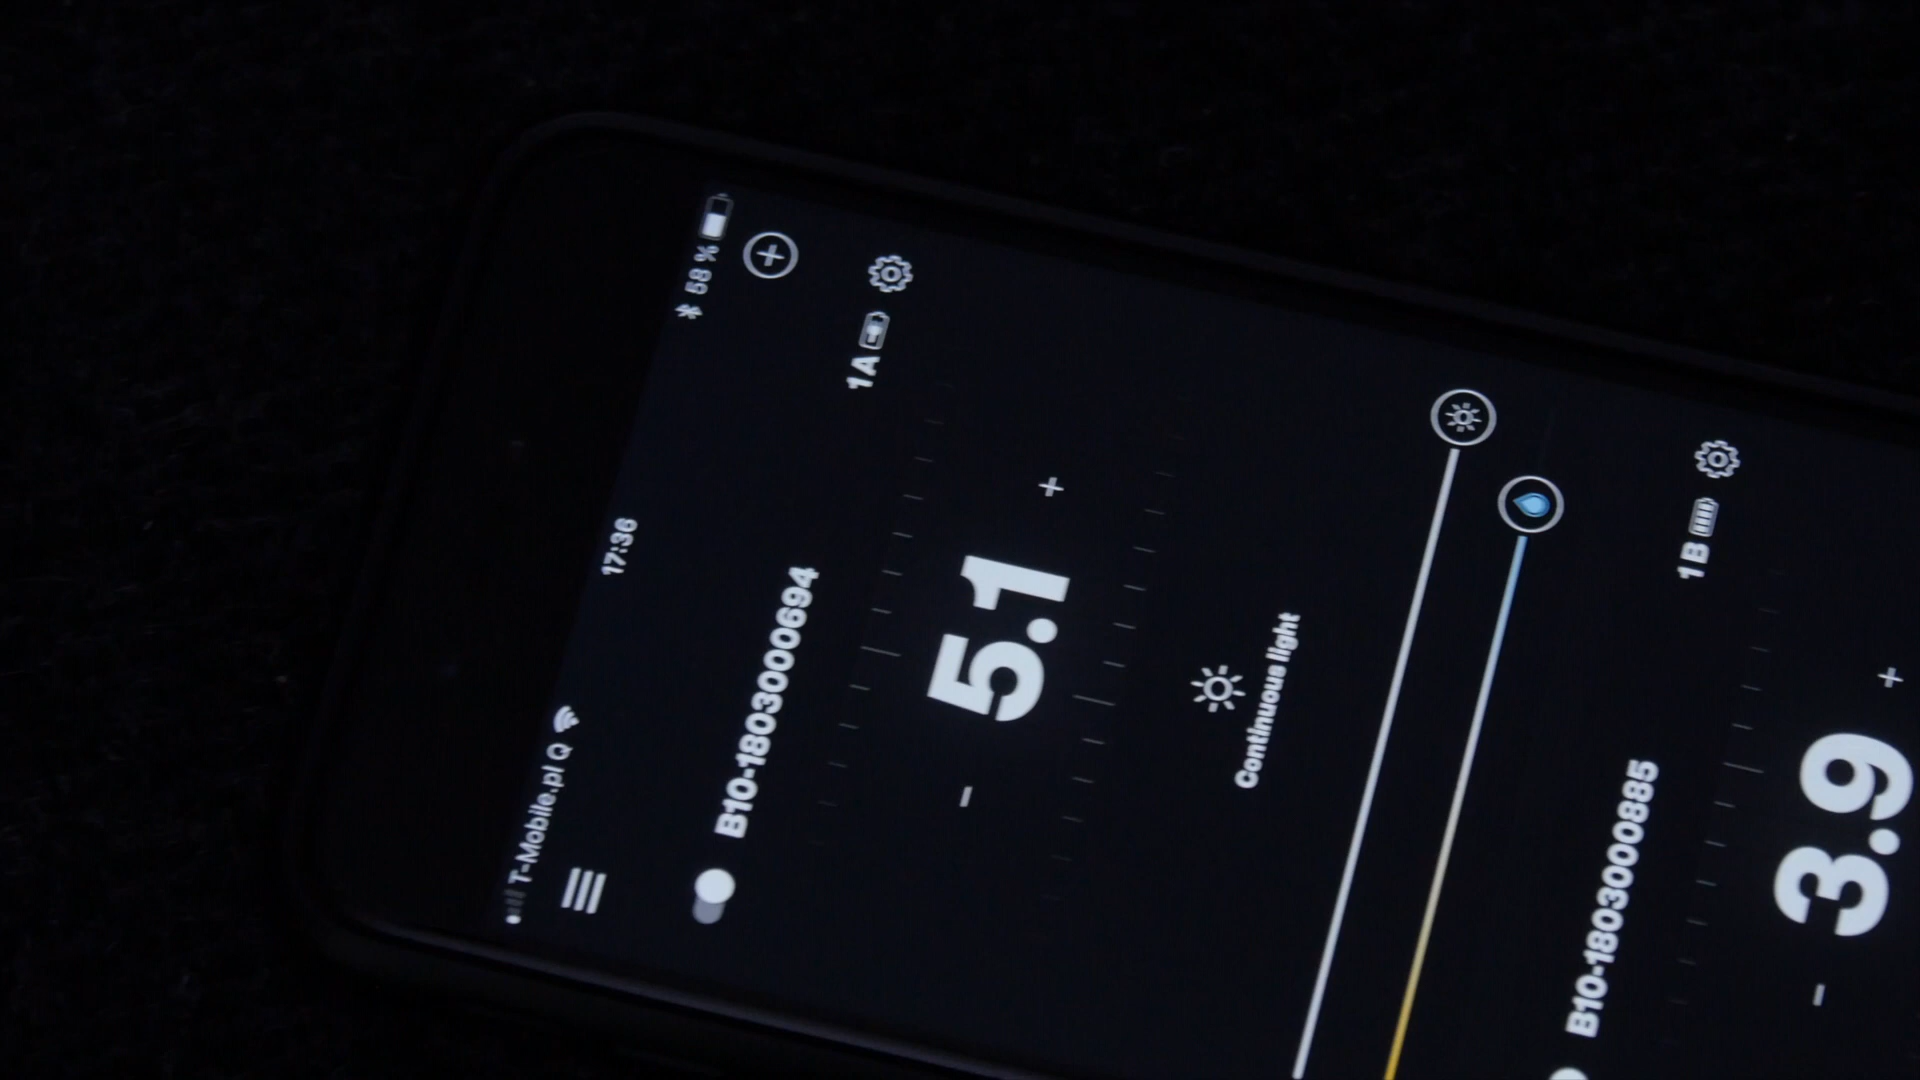 T-Mobile.pl 17:36 58 %
B10-1803000694 1A
- 5.1 +
Continuous light
B10-1803000885 1B
- 3.9 +